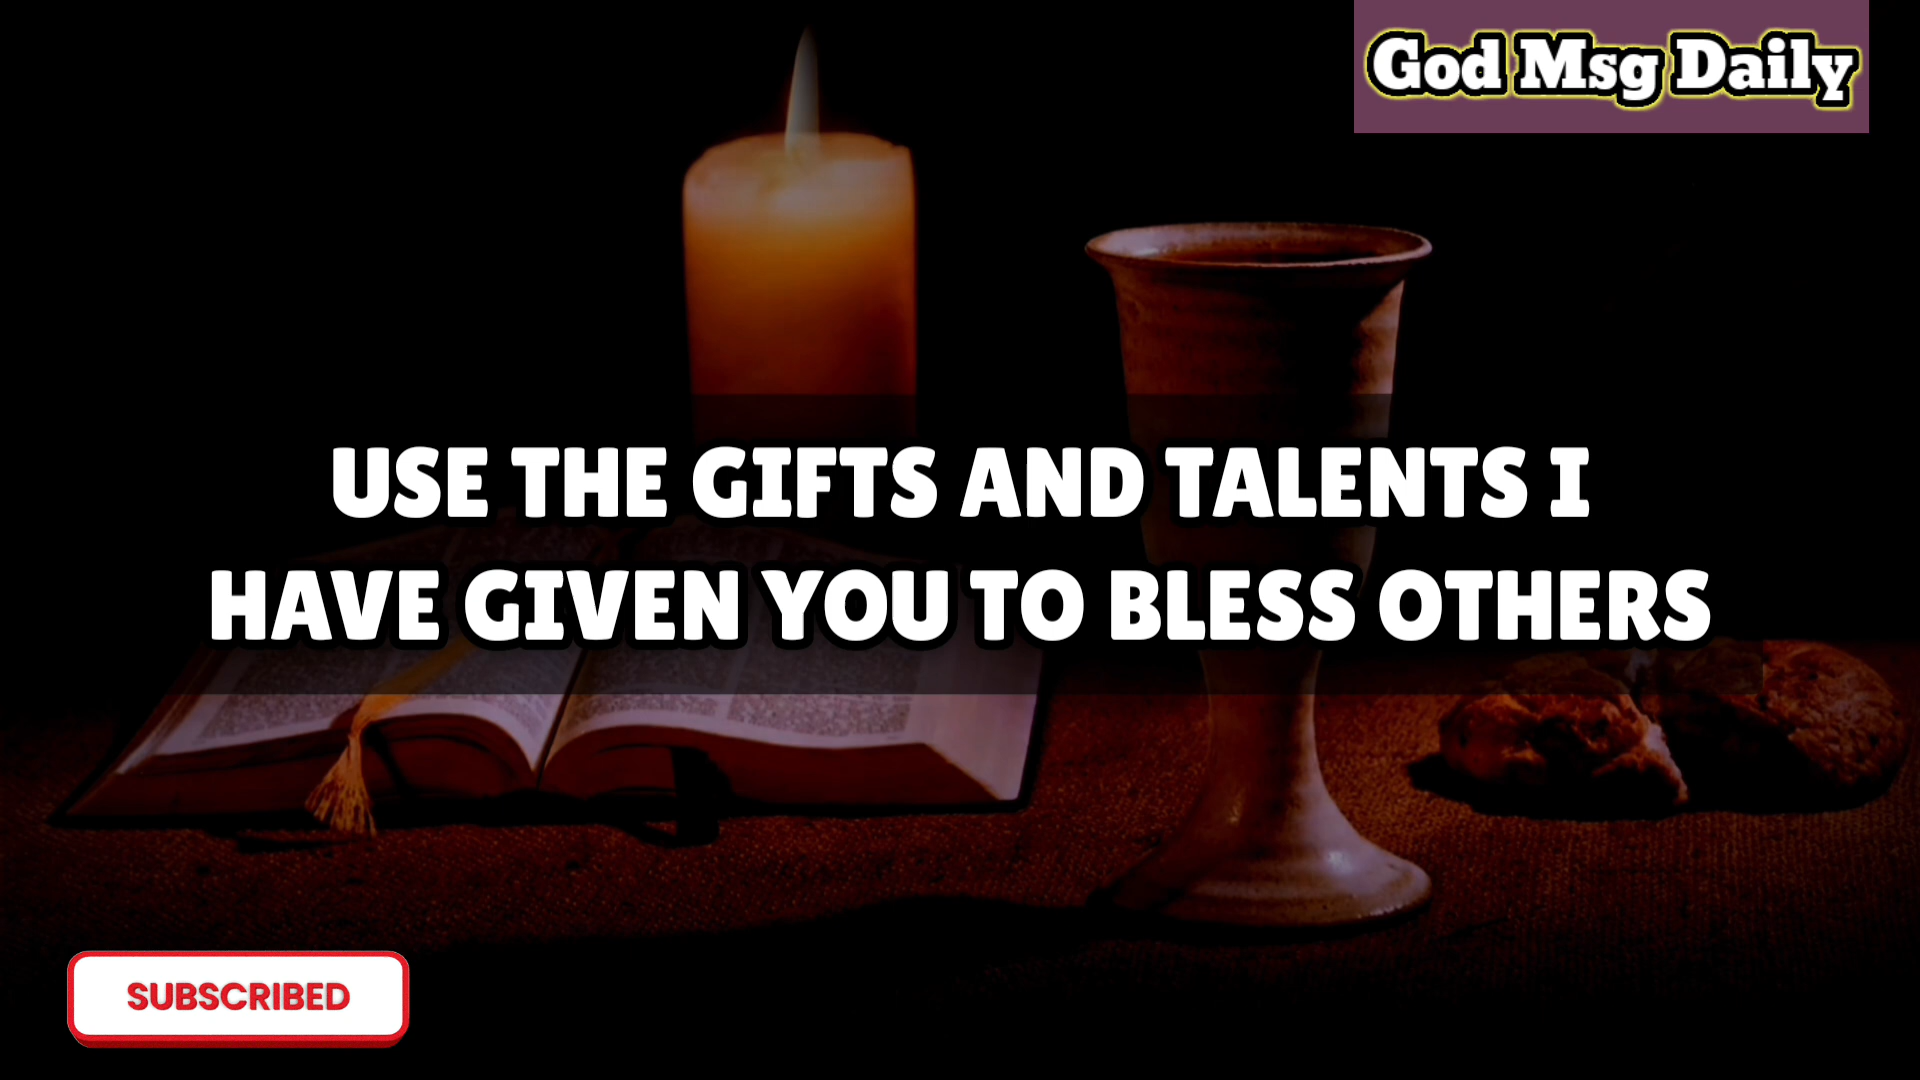 God Msg Daily
USE THE GIFTS AND TALENTS I
HAVE GIVEN YOU TO BLESS OTHERS
SUBSCRIBED